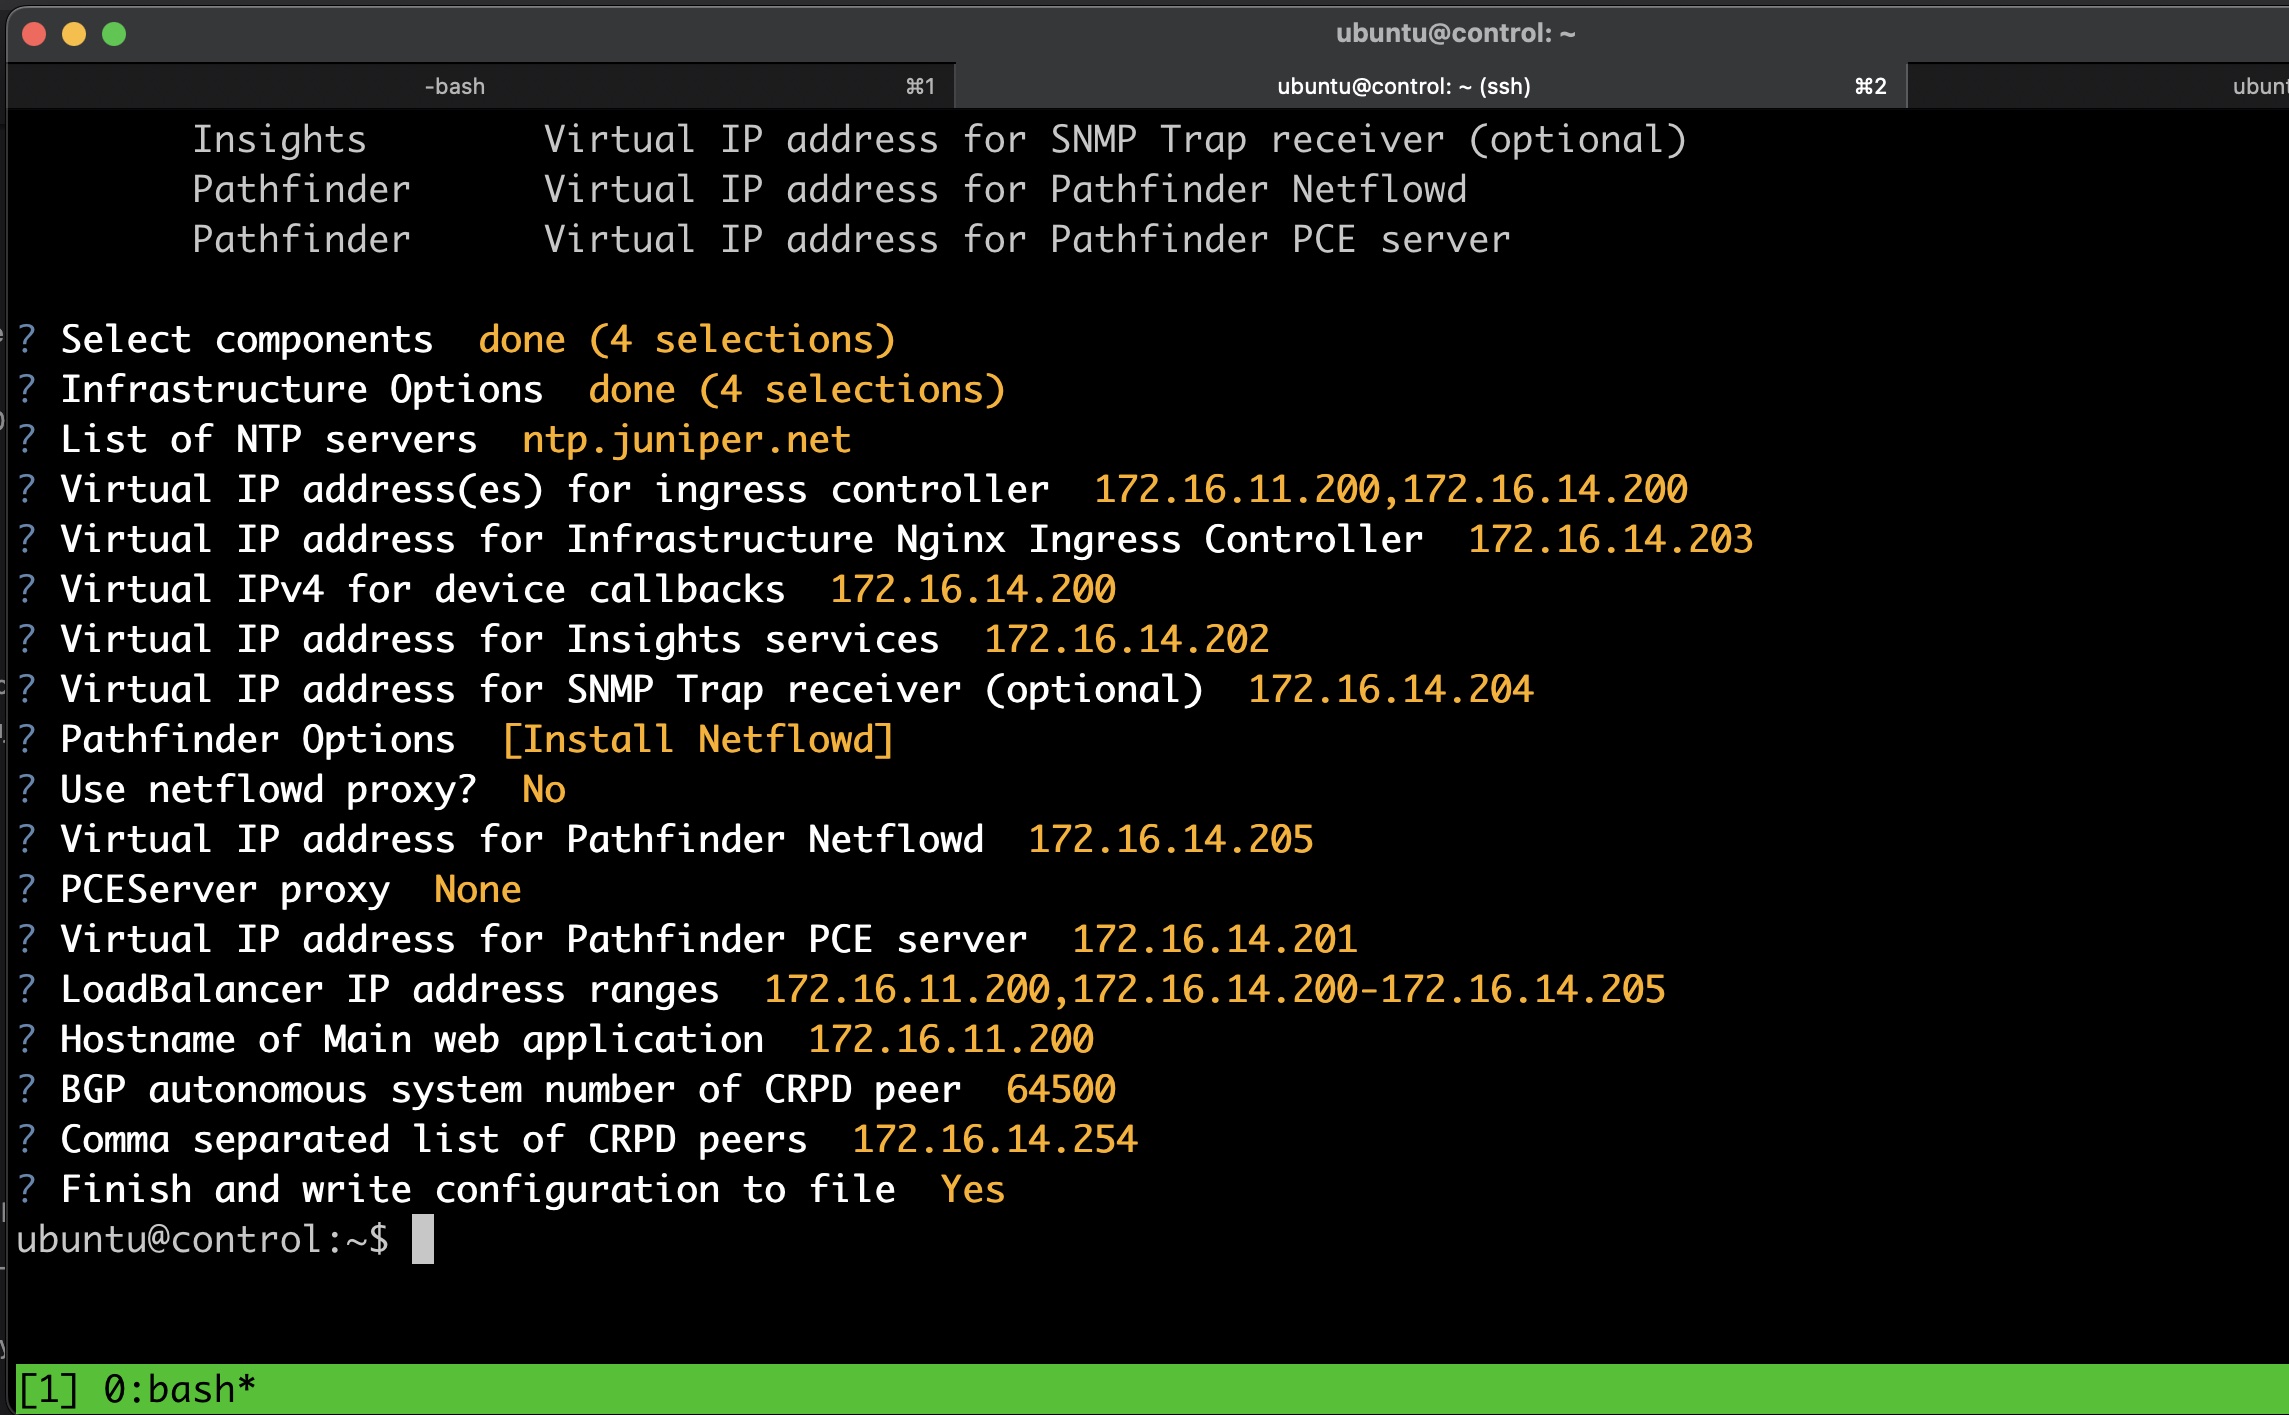 ubuntu@control: ~
-bash ⌘1 ubuntu@control: ~ (ssh) ⌘2 ubunt
Insights Virtual IP address for SNMP Trap receiver (optional)
Pathfinder Virtual IP address for Pathfinder Netflowd
Pathfinder Virtual IP address for Pathfinder PCE server
? Select components done (4 selections)
? Infrastructure Options done (4 selections)
? List of NTP servers ntp.juniper.net
? Virtual IP address(es) for ingress controller 172.16.11.200,172.16.14.200
? Virtual IP address for Infrastructure Nginx Ingress Controller 172.16.14.203
? Virtual IPv4 for device callbacks 172.16.14.200
? Virtual IP address for Insights services 172.16.14.202
? Virtual IP address for SNMP Trap receiver (optional) 172.16.14.204
? Pathfinder Options [Install Netflowd]
? Use netflowd proxy? No
? Virtual IP address for Pathfinder Netflowd 172.16.14.205
? PCEServer proxy None
? Virtual IP address for Pathfinder PCE server 172.16.14.201
? LoadBalancer IP address ranges 172.16.11.200,172.16.14.200-172.16.14.205
? Hostname of Main web application 172.16.11.200
? BGP autonomous system number of CRPD peer 64500
? Comma separated list of CRPD peers 172.16.14.254
? Finish and write configuration to file Yes
ubuntu@control:~$
[1] 0:bash*